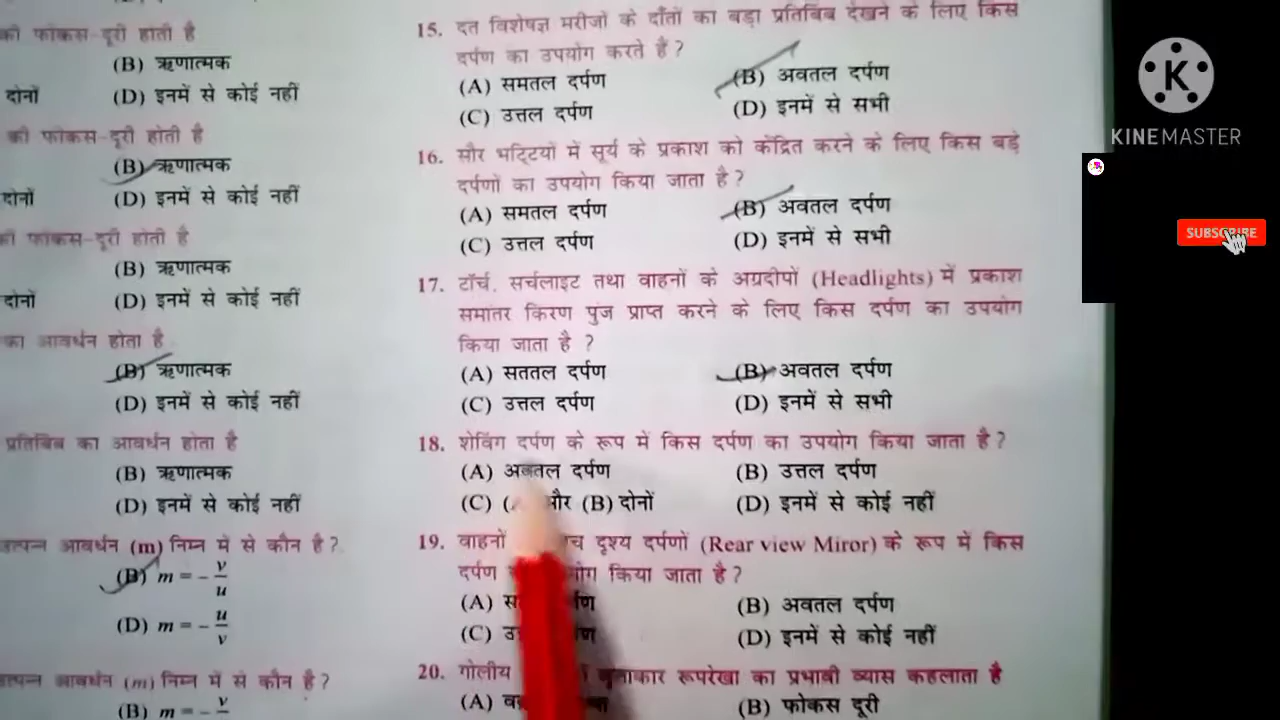 की फोकस-दूरी होती है
(B) ऋणात्मक
दोनों (D) इनमें से कोई नहीं
की फोकस-दूरी होती है
(B) ऋणात्मक
दोनों (D) इनमें से कोई नहीं
की फोकस-दूरी होती है
(B) ऋणात्मक
दोनों (D) इनमें से कोई नहीं
का आवर्धन होता है
(B) ऋणात्मक
(D) इनमें से कोई नहीं
प्रतिबिंब का आवर्धन होता है
(B) ऋणात्मक
(D) इनमें से कोई नहीं
उत्पन्न आवर्धन (m) निम्न में से कौन है?
(B) m = - v/u
(D) m = - u/v
उत्पन्न आवर्धन (m) निम्न में से कौन है?
(B) m = - v
15. दंत विशेषज्ञ मरीजों के दाँतों का बड़ा प्रतिबिंब देखने के लिए किस
दर्पण का उपयोग करते हैं?
(A) समतल दर्पण (B) अवतल दर्पण
(C) उत्तल दर्पण (D) इनमें से सभी
16. सौर भट्टियों में सूर्य के प्रकाश को केंद्रित करने के लिए किस बड़े
दर्पणों का उपयोग किया जाता है?
(A) समतल दर्पण (B) अवतल दर्पण
(C) उत्तल दर्पण (D) इनमें से सभी
17. टॉर्च, सर्चलाइट तथा वाहनों के अग्रदीपों (Headlights) में प्रकाश
समांतर किरण पुंज प्राप्त करने के लिए किस दर्पण का उपयोग
किया जाता है ?
(A) सततल दर्पण (B) अवतल दर्पण
(C) उत्तल दर्पण (D) इनमें से सभी
18. शेविंग दर्पण के रूप में किस दर्पण का उपयोग किया जाता है?
(A) अवतल दर्पण (B) उत्तल दर्पण
(C) और (B) दोनों (D) इनमें से कोई नहीं
19. वाहनों दृश्य दर्पणों (Rear view Miror) के रूप में किस
दर्पण किया जाता है?
(A) (B) अवतल दर्पण
(C) (D) इनमें से कोई नहीं
20. गोलीय वृत्ताकार रूपरेखा का प्रभावी व्यास कहलाता है
(A) (B) फोकस दूरी
K
KINEMASTER
SUBSCRIBE